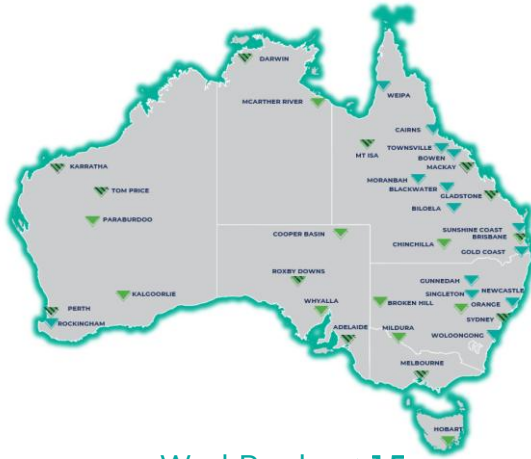 DARWIN
MCARTHER RIVER
WEIPA
CAIRNS
TOWNSVILLE
BOWEN
MT ISA
MACKAY
KARRATHA
MORANBAH
BLACKWATER
GLADSTONE
TOM PRICE
BILOELA
PARABURDOO
SUNSHINE COAST
COOPER BASIN
BRISBANE
CHINCHILLA
GOLD COAST
ROXBY DOWNS
GUNNEDAH
KALGOORLIE
SINGLETON
NEWCASTLE
WHYALLA
BROKEN HILL
ORANGE
PERTH
SYDNEY
ROCKINGHAM
ADELAIDE
MILDURA
WOLOONGONG
MELBOURNE
HOBART